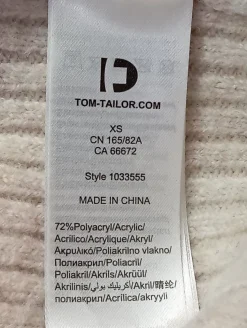 TOM-TAILOR.COM
XS
CN 165/82A
CA 66672
Style 1033555
MADE IN CHINA
72%Polyacryl/Acrylic/
Acrilico/Acrylique/Akryl/
Ακρυλικό/Poliakrilno vlakno/
Полиакрил/Poliacril/
Poliakril/Akrils/Akrüül/
Akrilinis/أكريليك بولي/Akril/腈纶/
полиакрил/Acrílica/akryyli